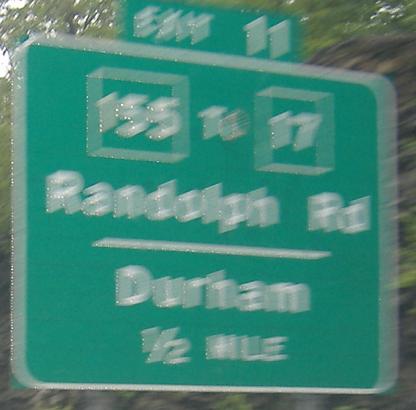 EXIT 11
155 TO 17
Randolph Rd
Durham
½ MILE